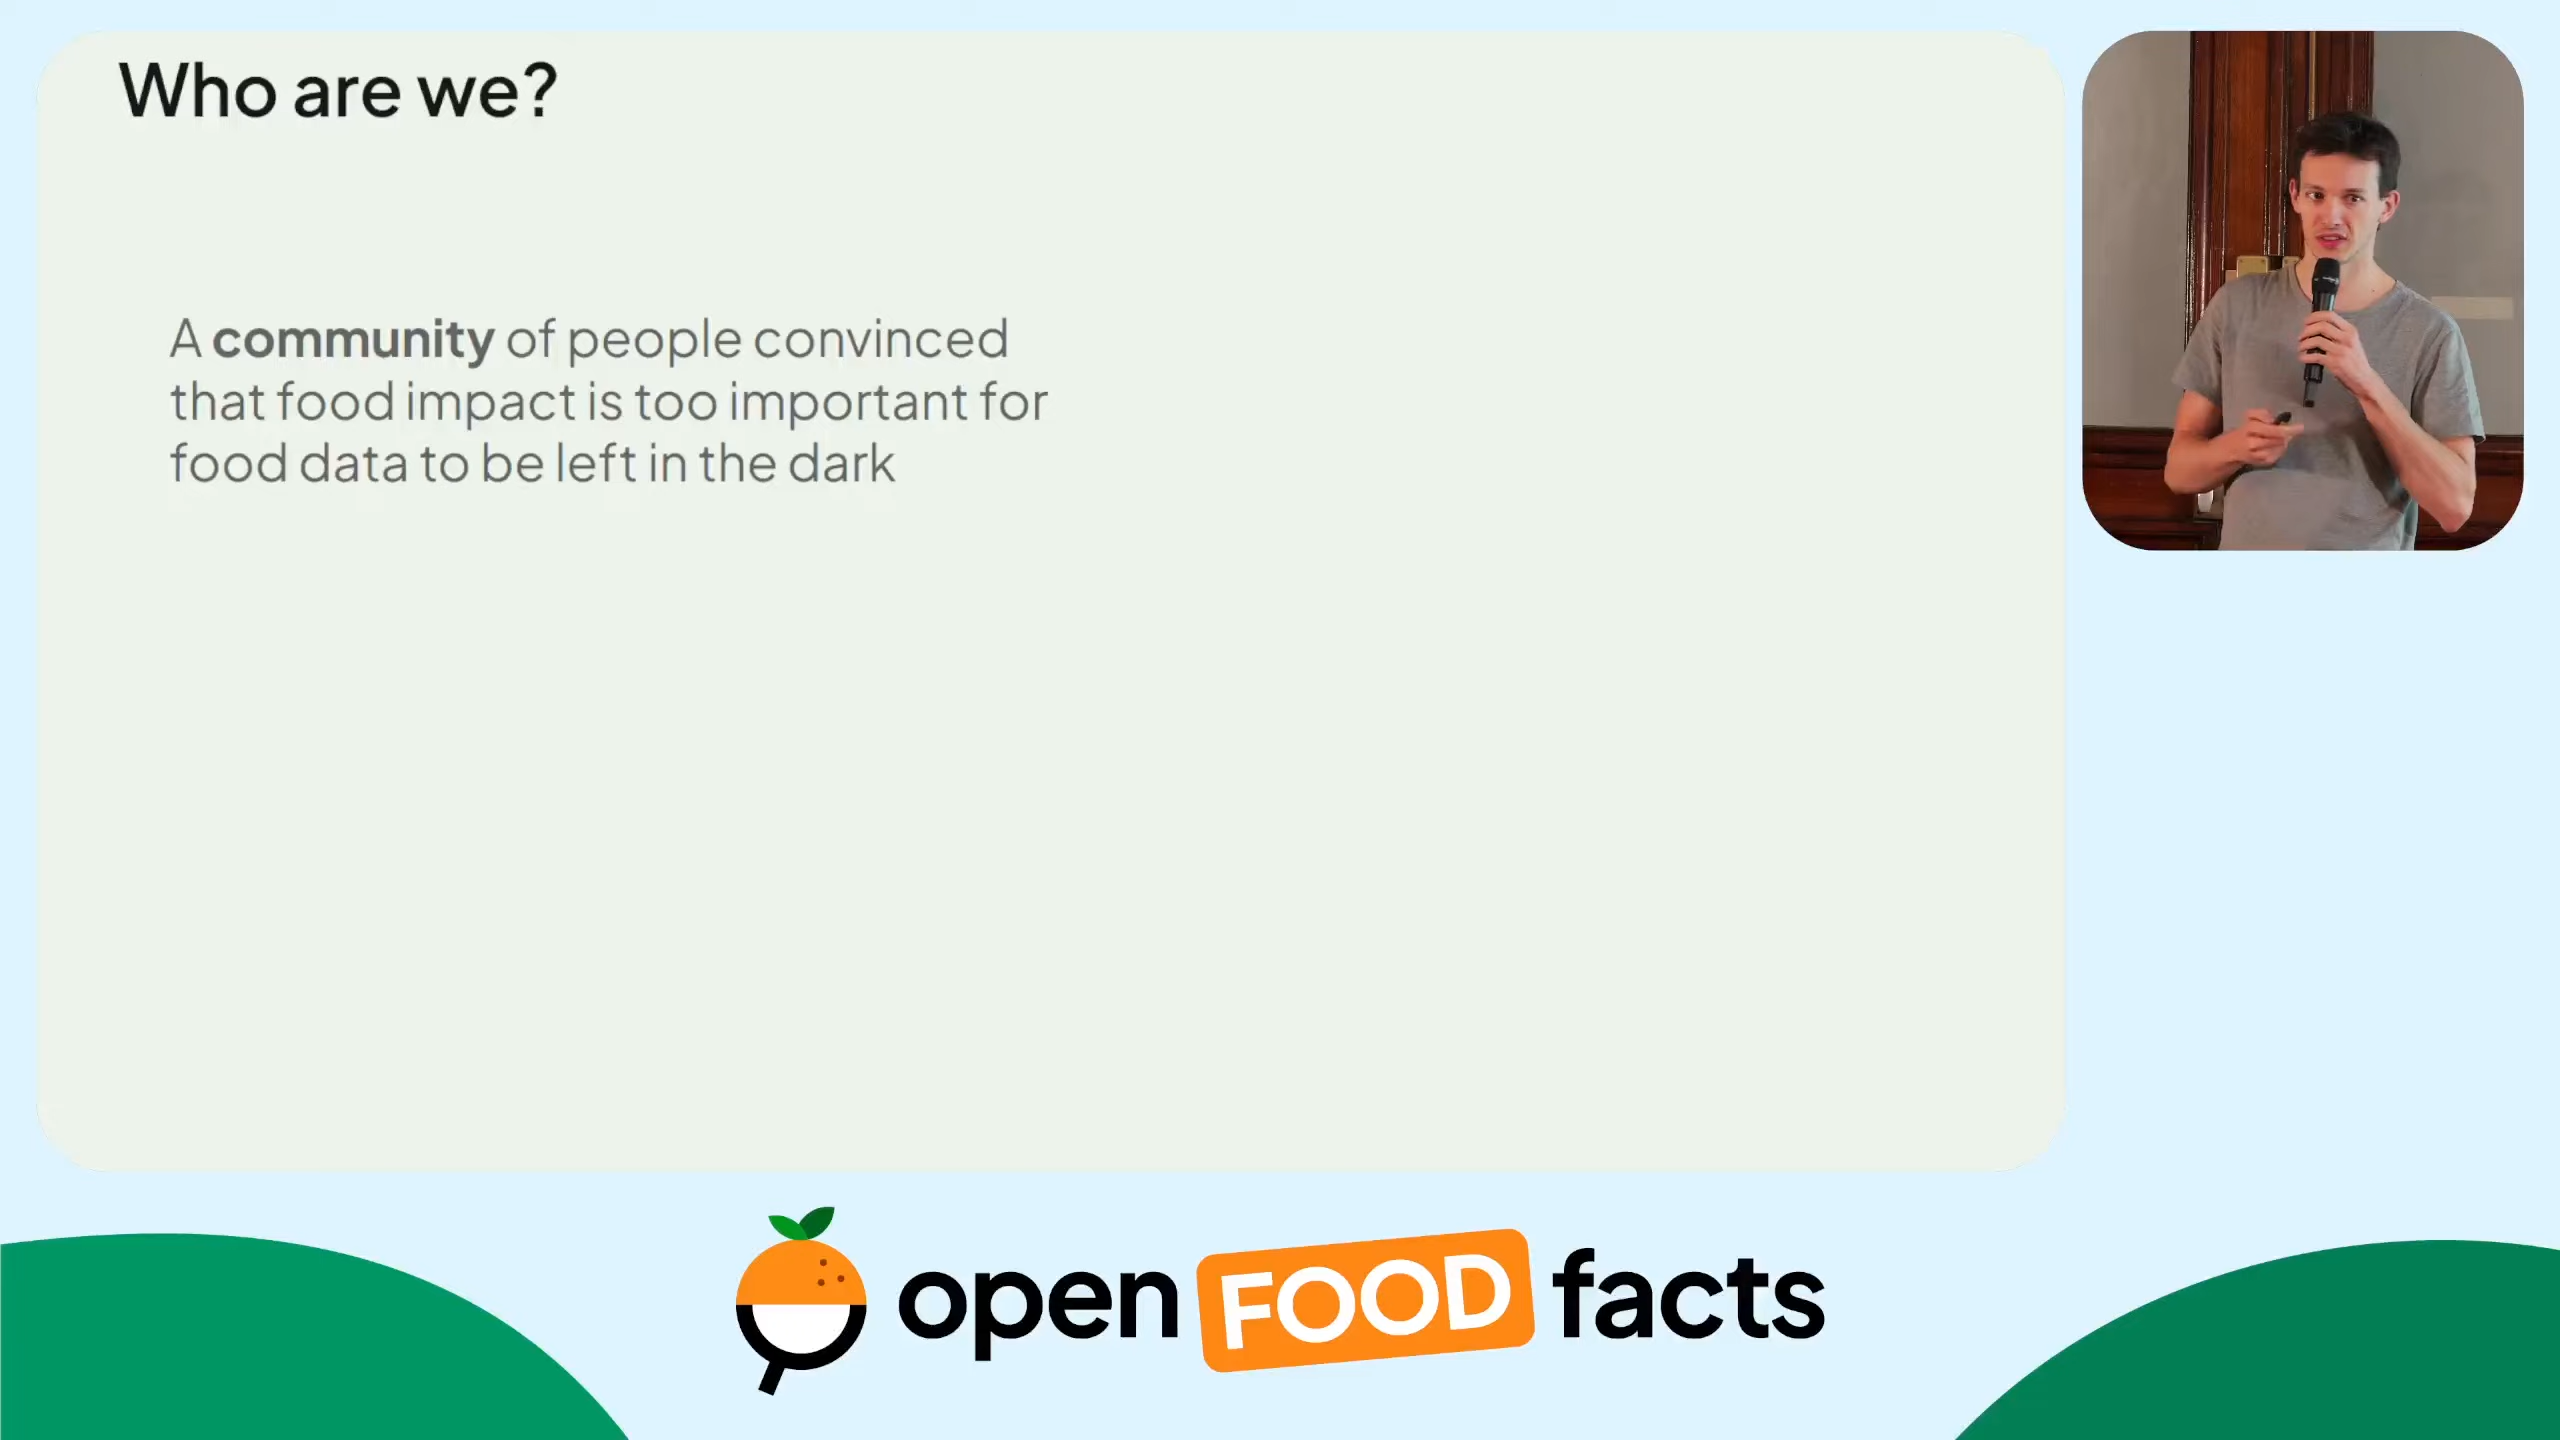 Who are we?
A community of people convinced
that food impact is too important for
food data to be left in the dark
open FOOD facts